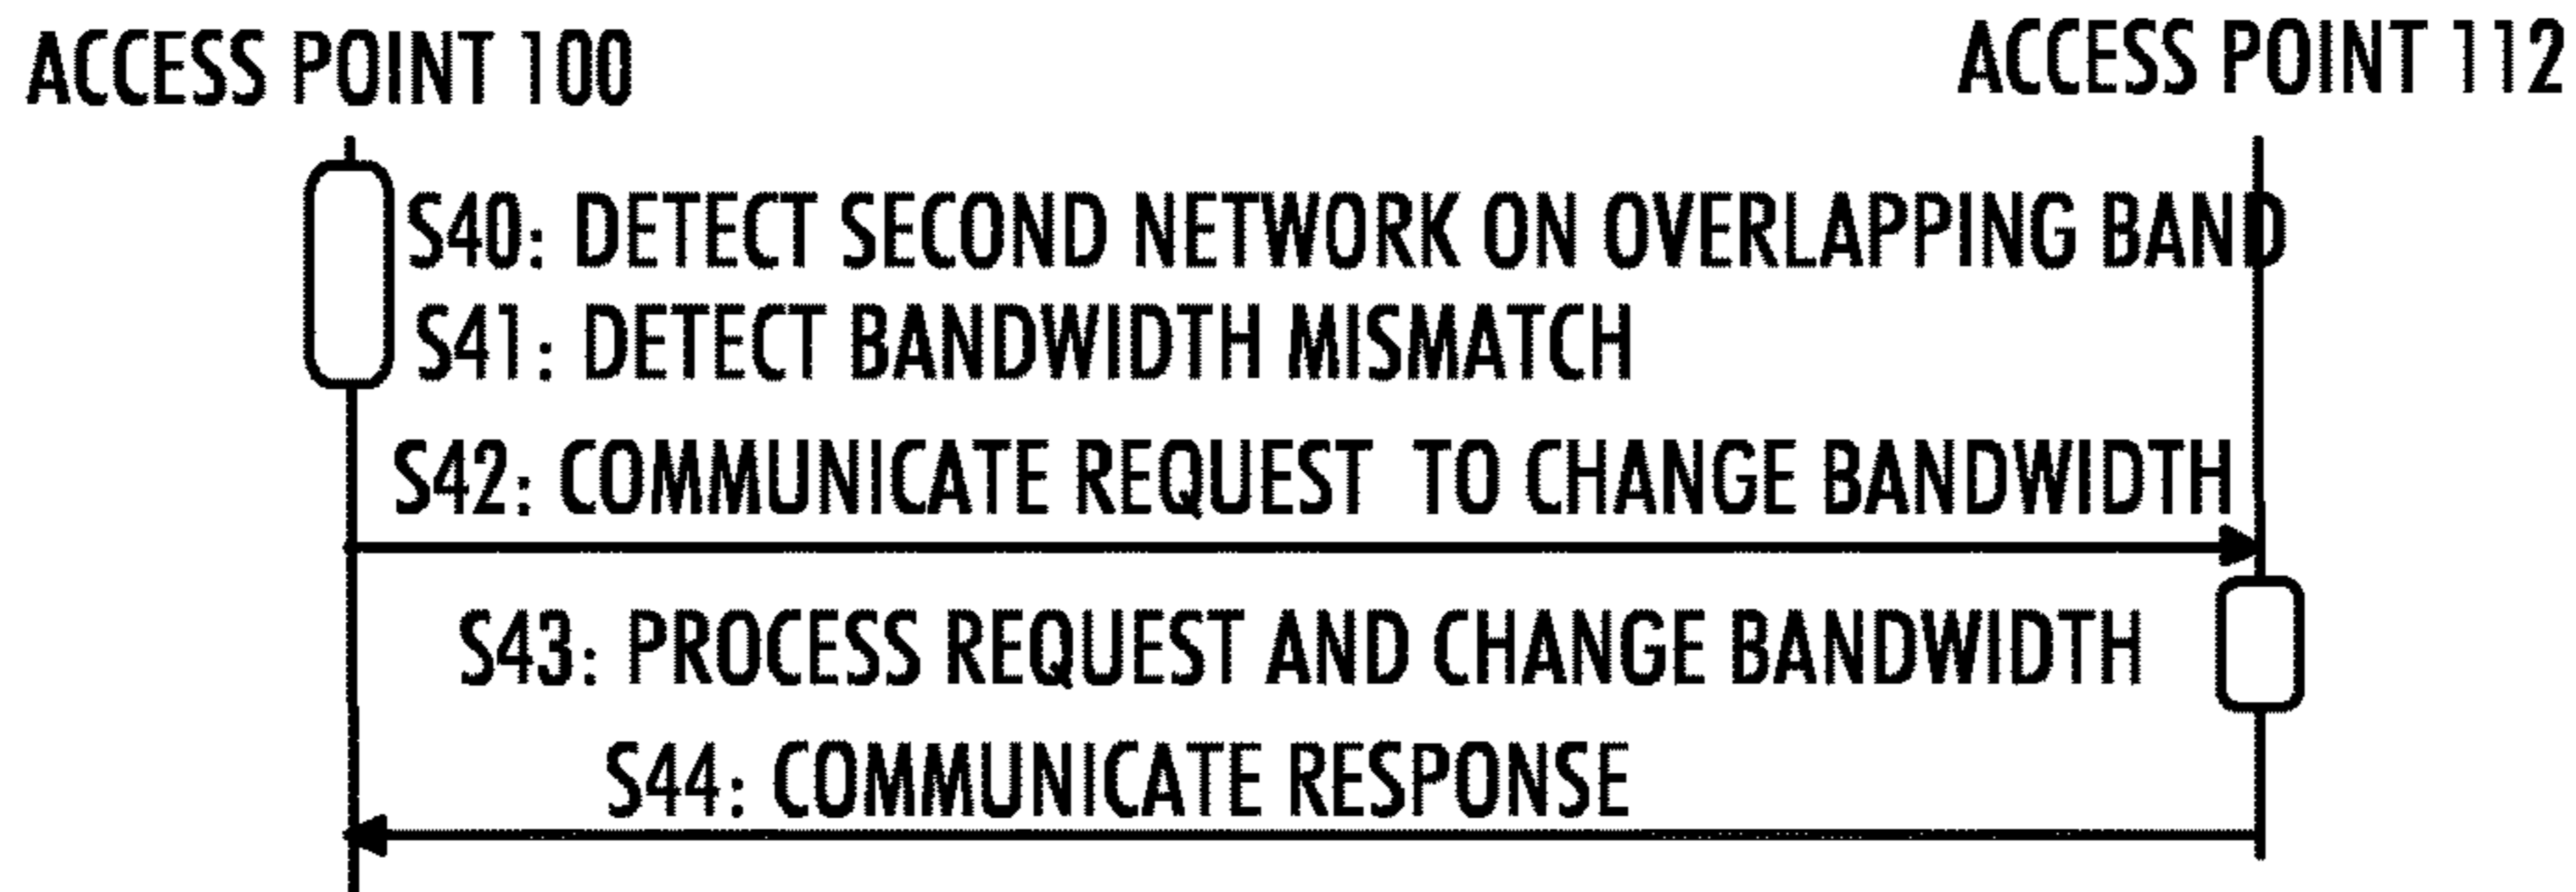 ACCESS POINT 100
ACCESS POINT 112
S40: DETECT SECOND NETWORK ON OVERLAPPING BAND
S41: DETECT BANDWIDTH MISMATCH
S42: COMMUNICATE REQUEST TO CHANGE BANDWIDTH
S43: PROCESS REQUEST AND CHANGE BANDWIDTH
S44: COMMUNICATE RESPONSE